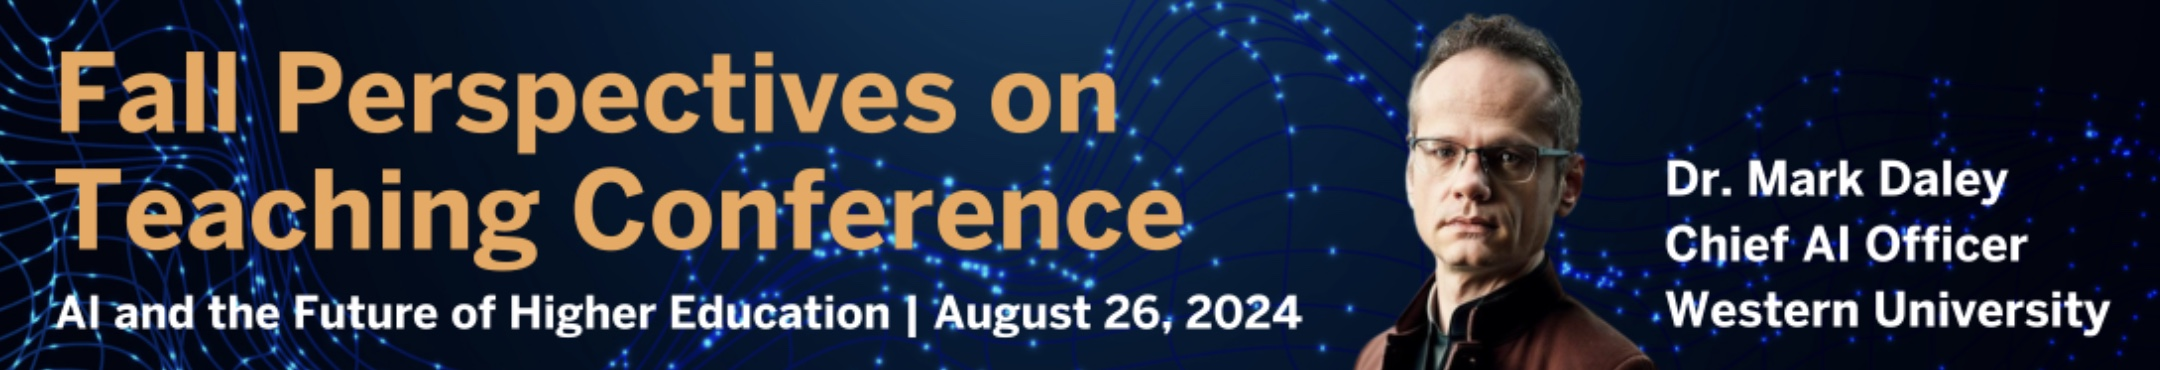 Fall Perspectives on
Teaching Conference
AI and the Future of Higher Education | August 26, 2024
Dr. Mark Daley
Chief AI Officer
Western University